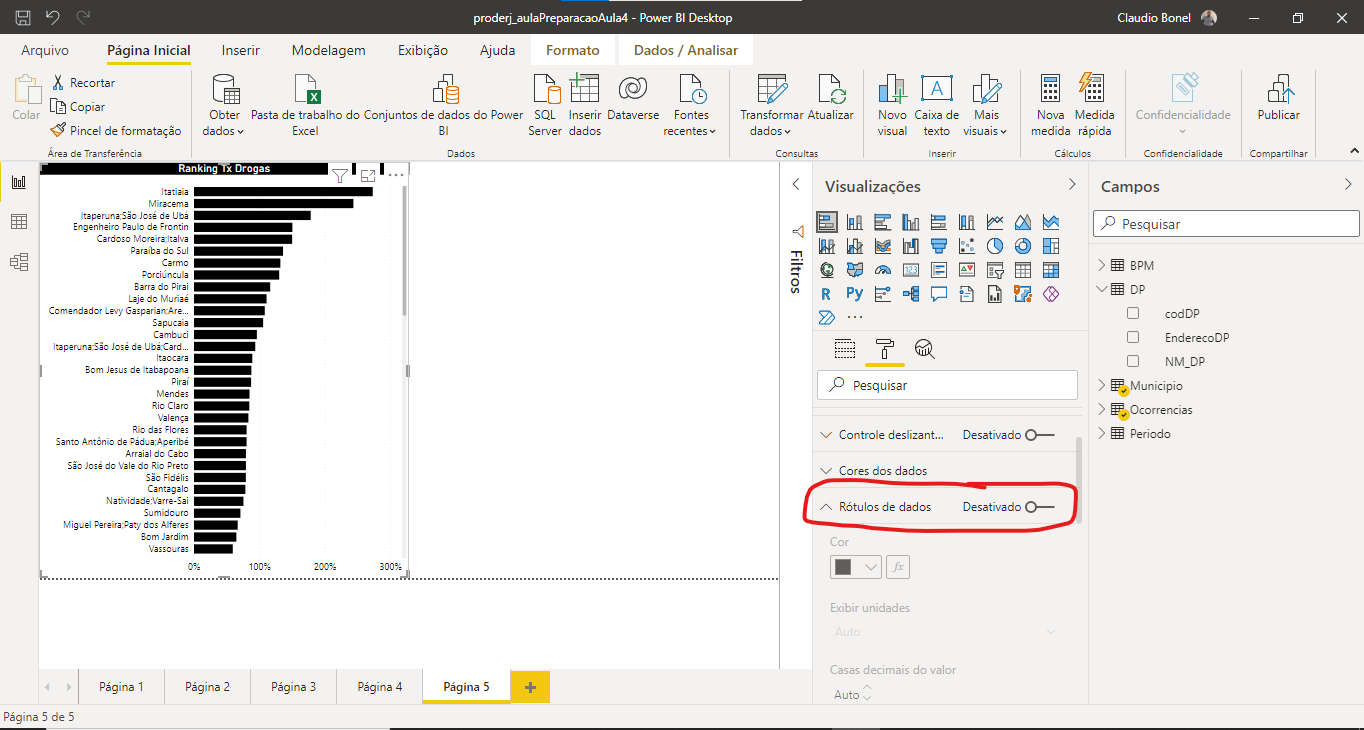 proderj_aulaPreparacaoAula4 - Power BI Desktop
Claudio Bonel
Arquivo
Página Inicial
Inserir
Modelagem
Exibição
Ajuda
Formato
Dados / Analisar
Colar
Recortar
Copiar
Pincel de formatação
Área de Transferência
Obter
dados
Pasta de trabalho do
Excel
Conjuntos de dados do Power
BI
SQL
Server
Inserir
dados
Dataverse
Fontes
recentes
Dados
Transformar
dados
Atualizar
Consultas
Novo
visual
Caixa de
texto
Mais
visuais
Inserir
Nova
medida
Medida
rápida
Cálculos
Confidencialidade
Confidencialidade
Publicar
Compartilhar
Ranking Tx Drogas
Itatiaia
Miracema
Itaperuna;São José de Ubá
Engenheiro Paulo de Frontin
Cardoso Moreira;Italva
Paraíba do Sul
Carmo
Porciúncula
Barra do Piraí
Laje do Muriaé
Comendador Levy Gasparian;Are...
Sapucaia
Cambuci
Itaperuna;São José de Ubá;Card...
Itaocara
Bom Jesus de Itabapoana
Piraí
Mendes
Rio Claro
Valença
Rio das Flores
Santo Antônio de Pádua;Aperibé
Arraial do Cabo
São José do Vale do Rio Preto
São Fidélis
Cantagalo
Natividade;Varre-Sai
Sumidouro
Miguel Pereira;Paty dos Alferes
Bom Jardim
Vassouras
0% 100% 200% 300%
Filtros
Visualizações
R Py
Pesquisar
Controle deslizant... Desativado
Cores dos dados
Rótulos de dados Desativado
Cor
fx
Exibir unidades
Auto
Casas decimais do valor
Auto
Campos
Pesquisar
BPM
DP
codDP
EnderecoDP
NM_DP
Municipio
Ocorrencias
Periodo
Página 1
Página 2
Página 3
Página 4
Página 5
Página 5 de 5